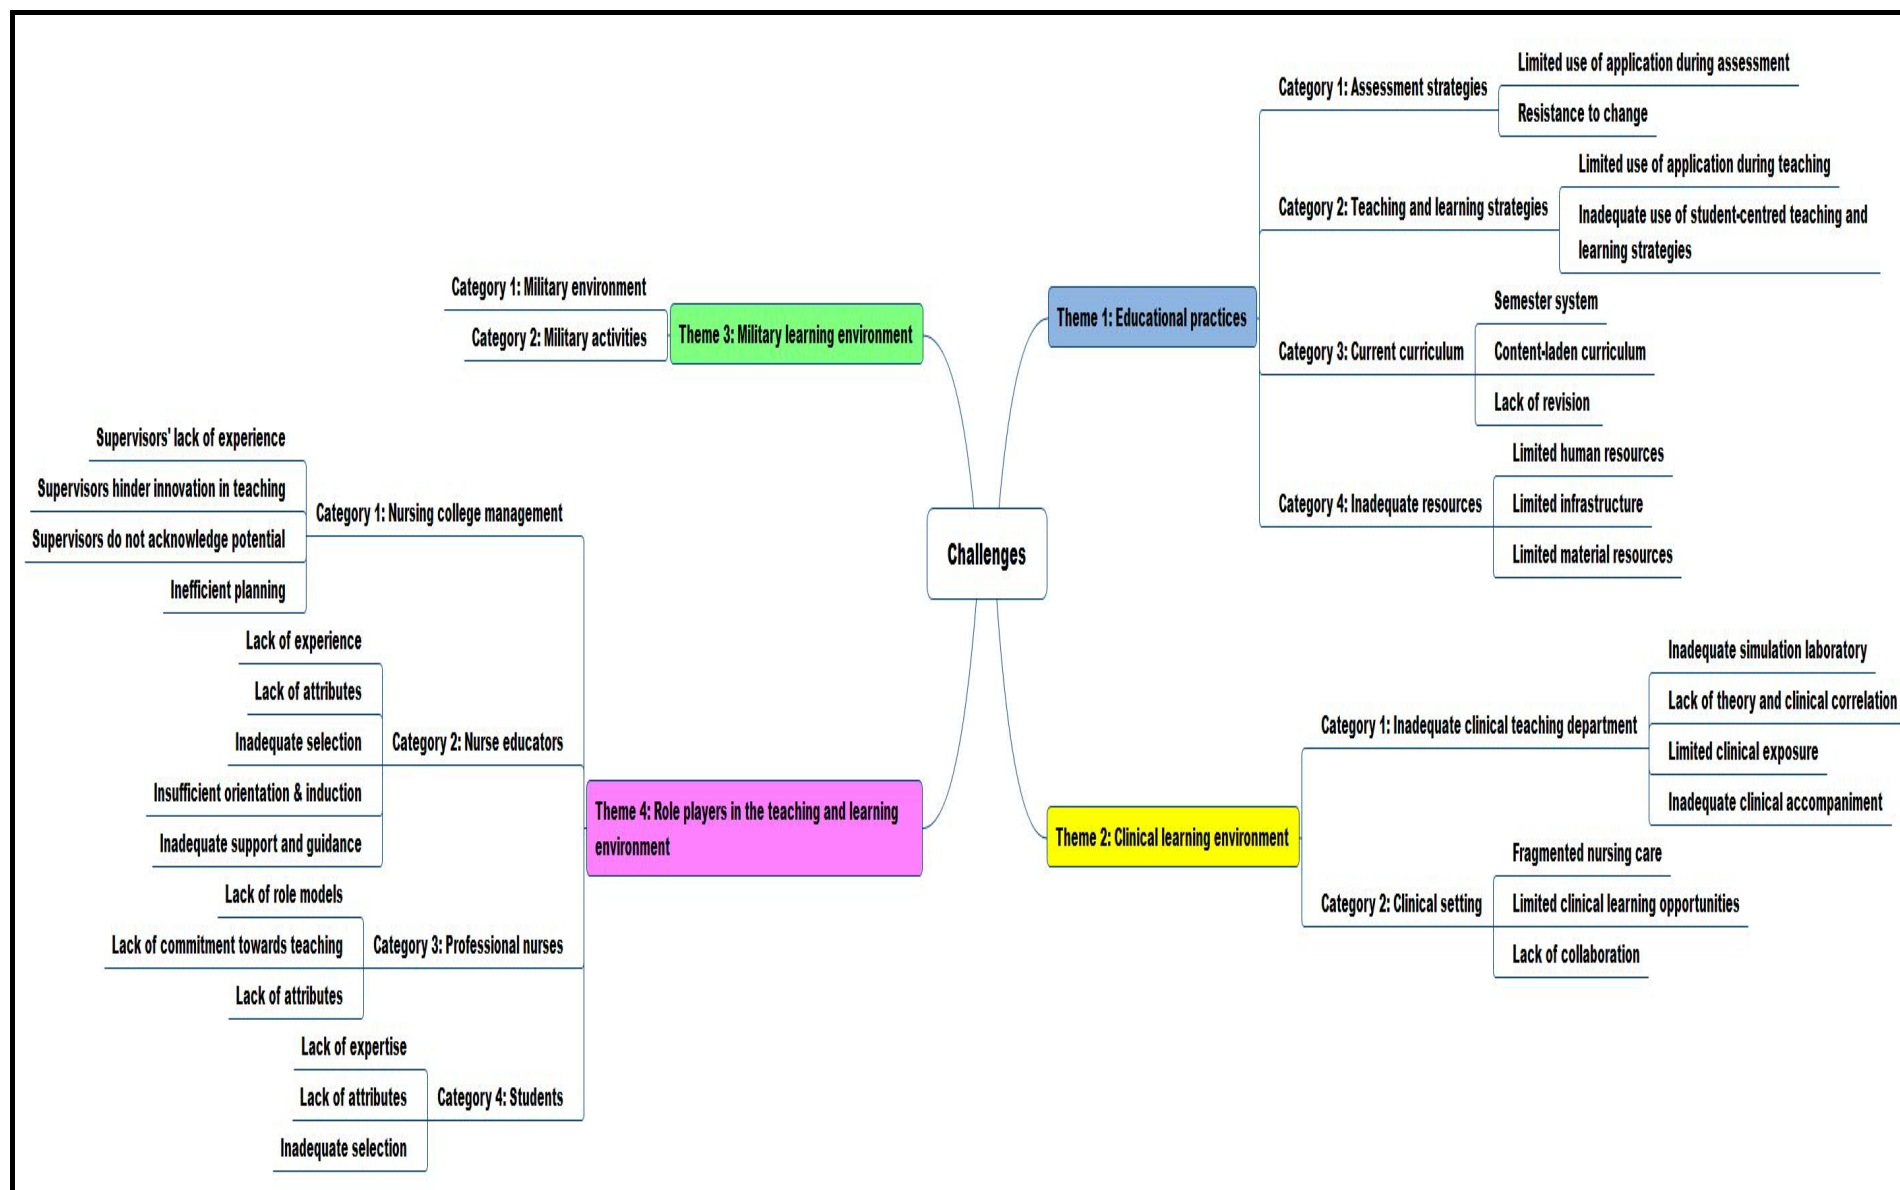 Challenges
Theme 1: Educational practices
Category 1: Assessment strategies
Limited use of application during assessment
Resistance to change
Category 2: Teaching and learning strategies
Limited use of application during teaching
Inadequate use of student-centred teaching and
learning strategies
Category 3: Current curriculum
Semester system
Content-laden curriculum
Lack of revision
Category 4: Inadequate resources
Limited human resources
Limited infrastructure
Limited material resources
Theme 2: Clinical learning environment
Category 1: Inadequate clinical teaching department
Inadequate simulation laboratory
Lack of theory and clinical correlation
Limited clinical exposure
Inadequate clinical accompaniment
Category 2: Clinical setting
Fragmented nursing care
Limited clinical learning opportunities
Lack of collaboration
Theme 3: Military learning environment
Category 1: Military environment
Category 2: Military activities
Theme 4: Role players in the teaching and learning
environment
Category 1: Nursing college management
Supervisors' lack of experience
Supervisors hinder innovation in teaching
Supervisors do not acknowledge potential
Inefficient planning
Category 2: Nurse educators
Lack of experience
Lack of attributes
Inadequate selection
Insufficient orientation & induction
Inadequate support and guidance
Category 3: Professional nurses
Lack of role models
Lack of commitment towards teaching
Lack of attributes
Category 4: Students
Lack of expertise
Lack of attributes
Inadequate selection